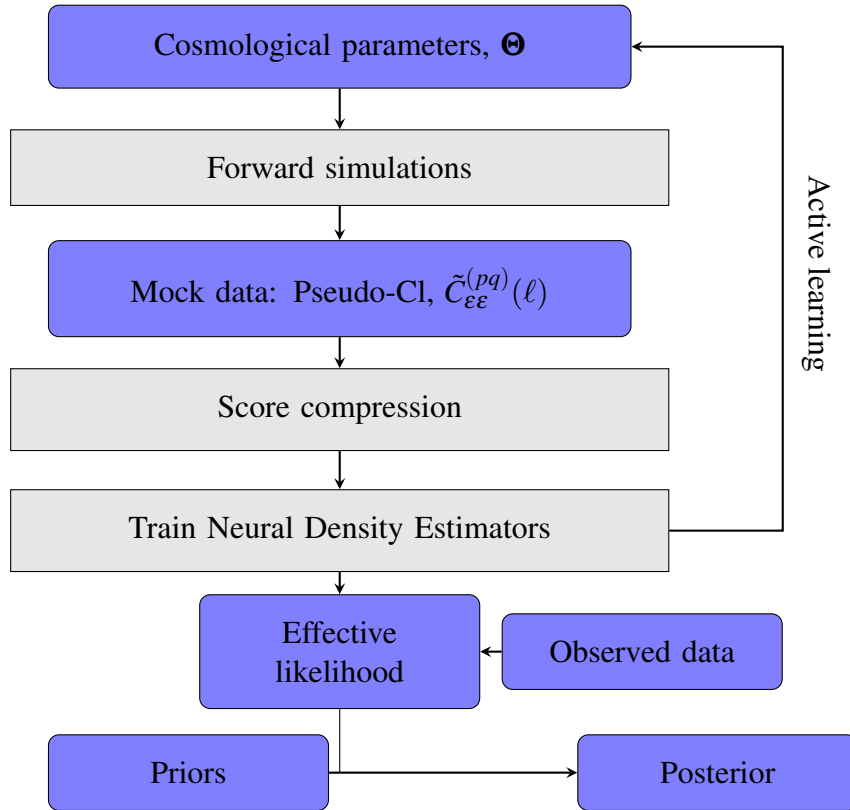 Cosmological parameters, Θ
Forward simulations
Mock data: Pseudo-Cl, C̃_{εε}^{(pq)}(ℓ)
Score compression
Train Neural Density Estimators
Active learning
Effective
likelihood
Observed data
Priors
Posterior